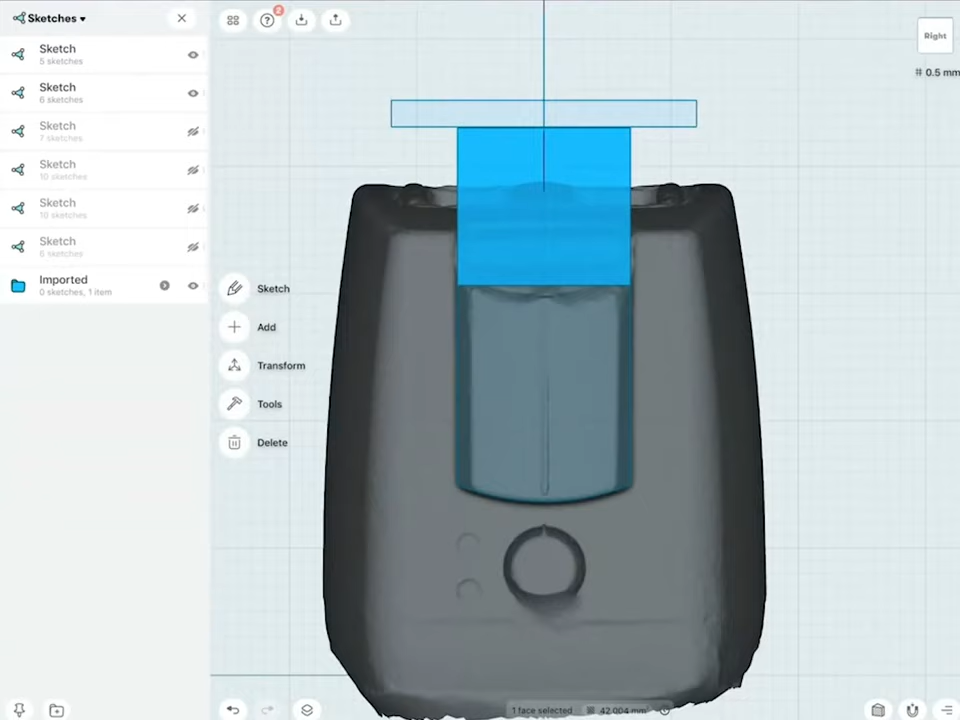 Sketches
Sketch
5 sketches
Sketch
6 sketches
Sketch
7 sketches
Sketch
10 sketches
Sketch
10 sketches
Sketch
6 sketches
Imported
0 sketches, 1 item
2
Right
0.5 mm
Sketch
Add
Transform
Tools
Delete
1 face selected
42.004 mm²